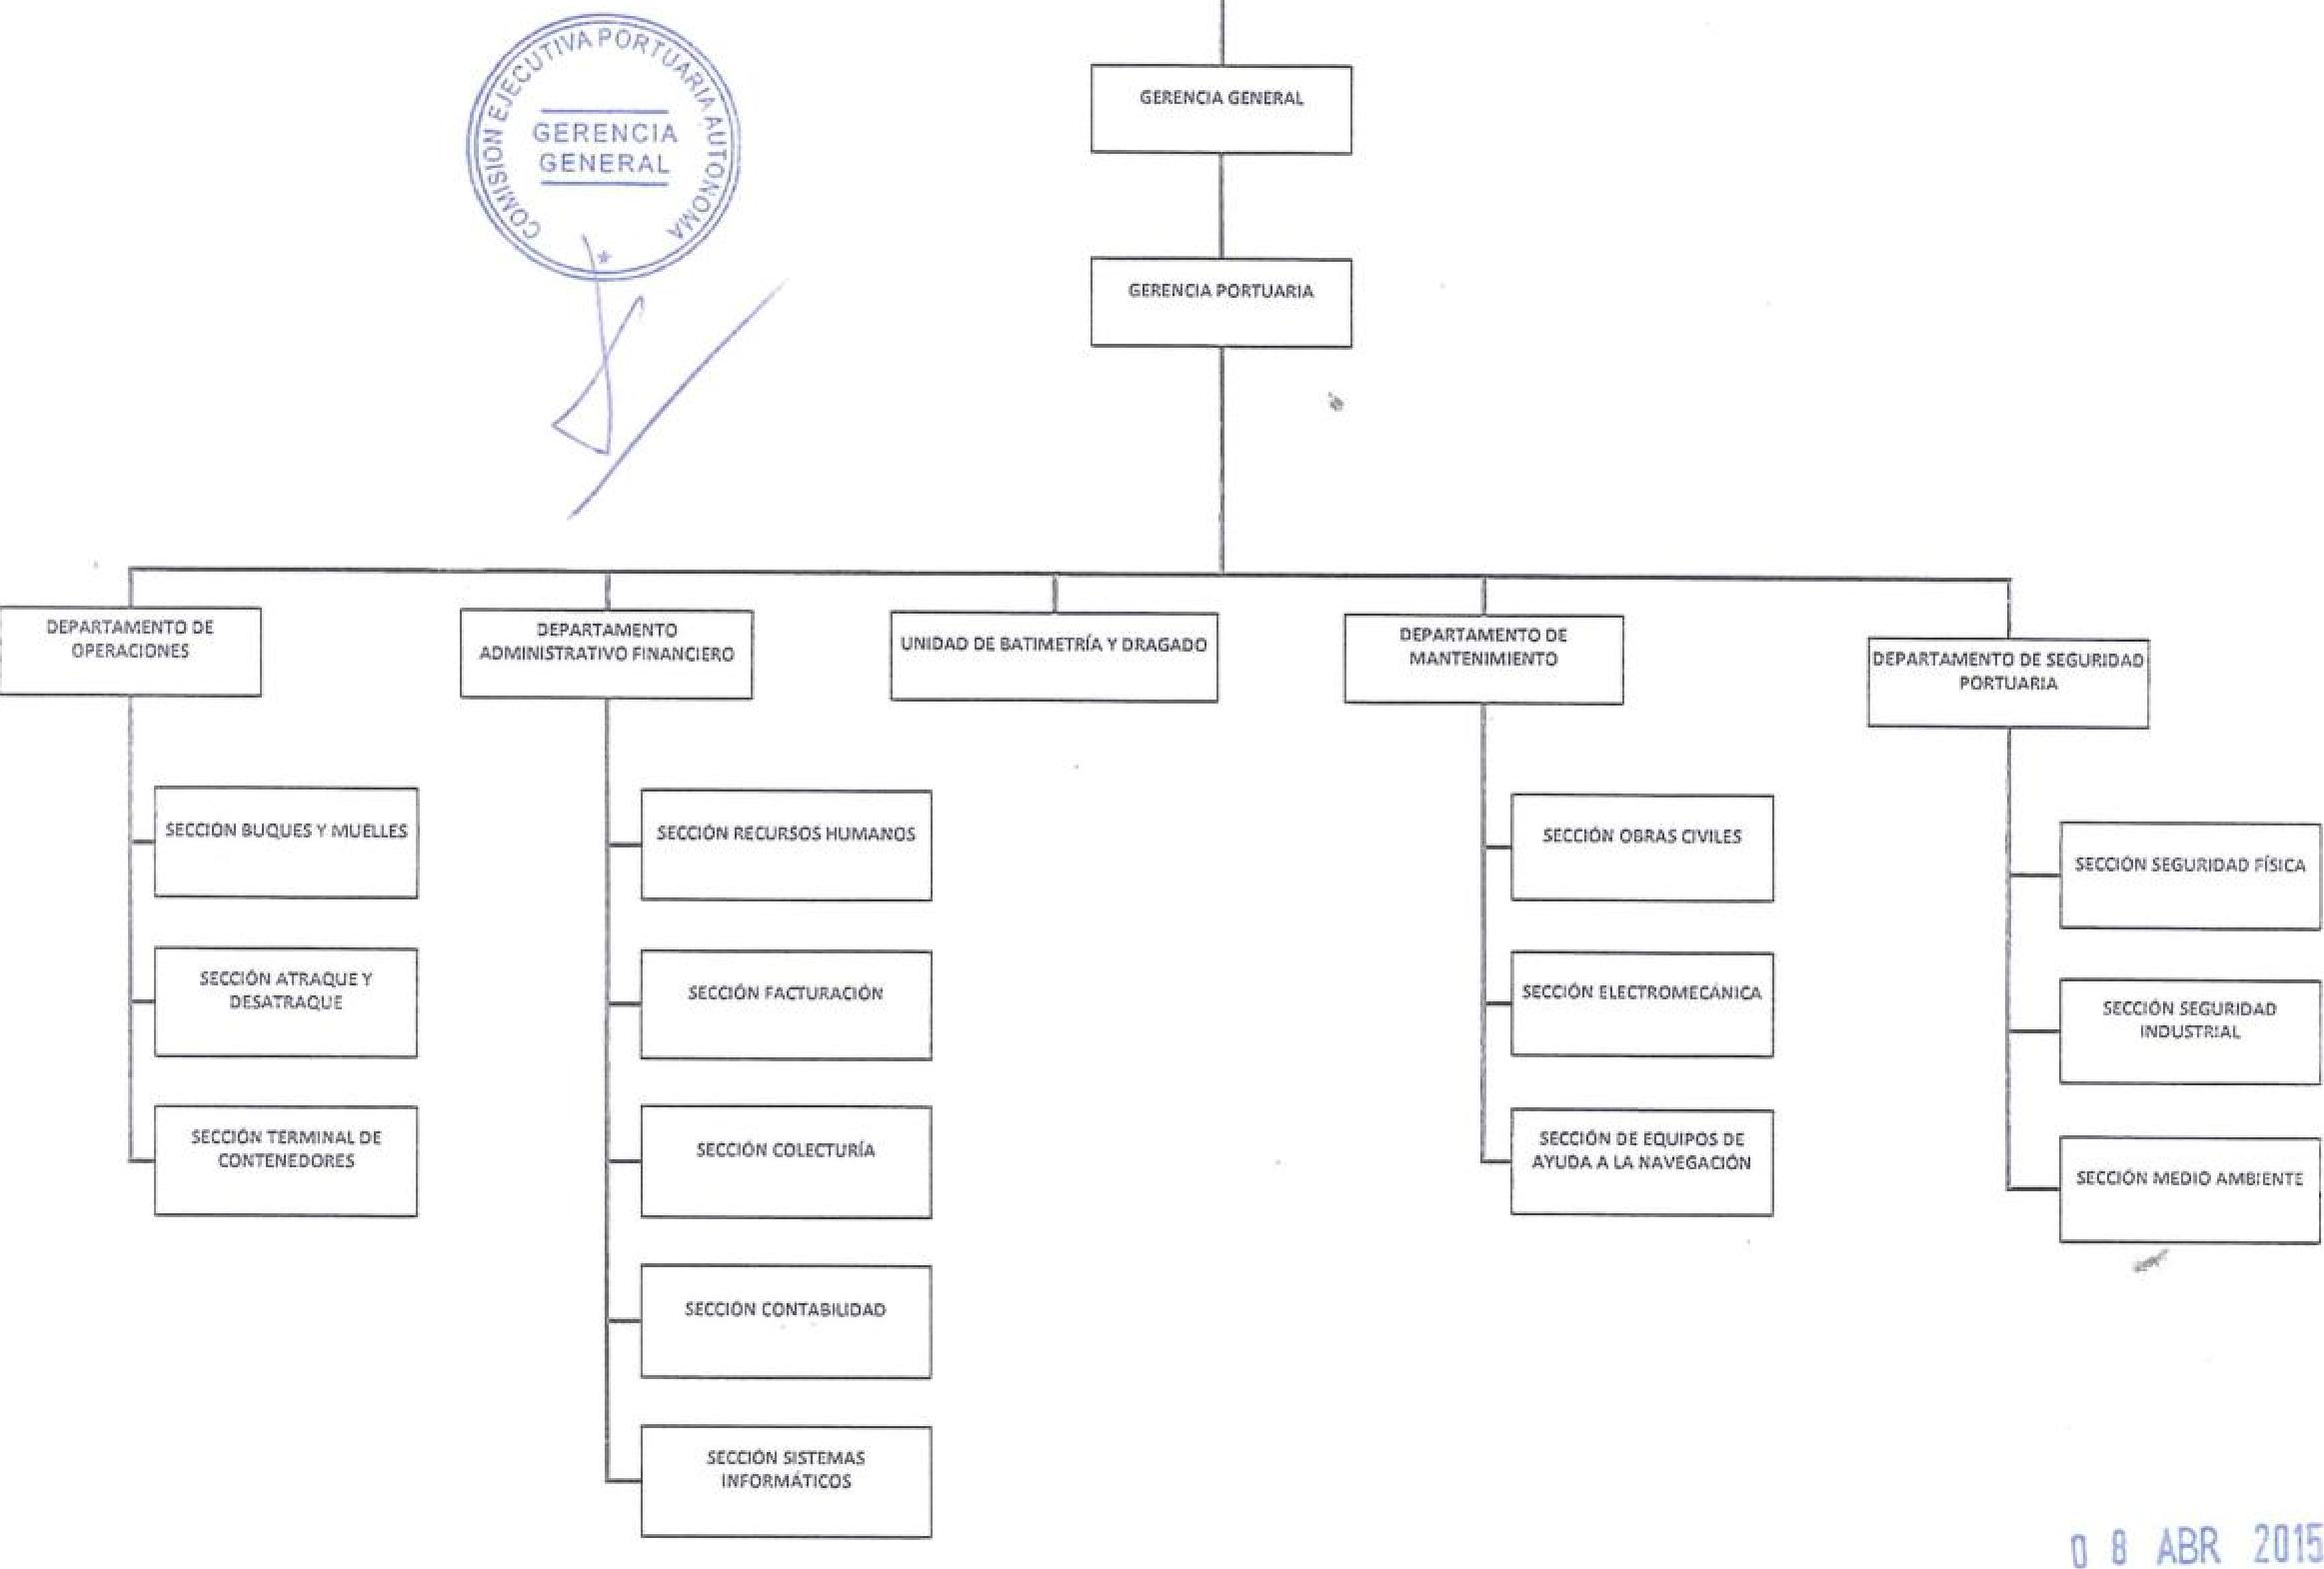 COMISION EJECUTIVA PORTUARIA AUTONOMA
GERENCIA
GENERAL
GERENCIA GENERAL
GERENCIA PORTUARIA
DEPARTAMENTO DE
OPERACIONES
DEPARTAMENTO
ADMINISTRATIVO FINANCIERO
UNIDAD DE BATIMETRÍA Y DRAGADO
DEPARTAMENTO DE
MANTENIMIENTO
DEPARTAMENTO DE SEGURIDAD
PORTUARIA
SECCIÓN BUQUES Y MUELLES
SECCIÓN ATRAQUE Y
DESATRAQUE
SECCIÓN TERMINAL DE
CONTENEDORES
SECCIÓN RECURSOS HUMANOS
SECCIÓN FACTURACIÓN
SECCIÓN COLECTURÍA
SECCIÓN CONTABILIDAD
SECCIÓN SISTEMAS
INFORMÁTICOS
SECCIÓN OBRAS CIVILES
SECCIÓN ELECTROMECÁNICA
SECCIÓN DE EQUIPOS DE
AYUDA A LA NAVEGACIÓN
SECCIÓN SEGURIDAD FÍSICA
SECCIÓN SEGURIDAD
INDUSTRIAL
SECCIÓN MEDIO AMBIENTE
0 8 ABR 2015